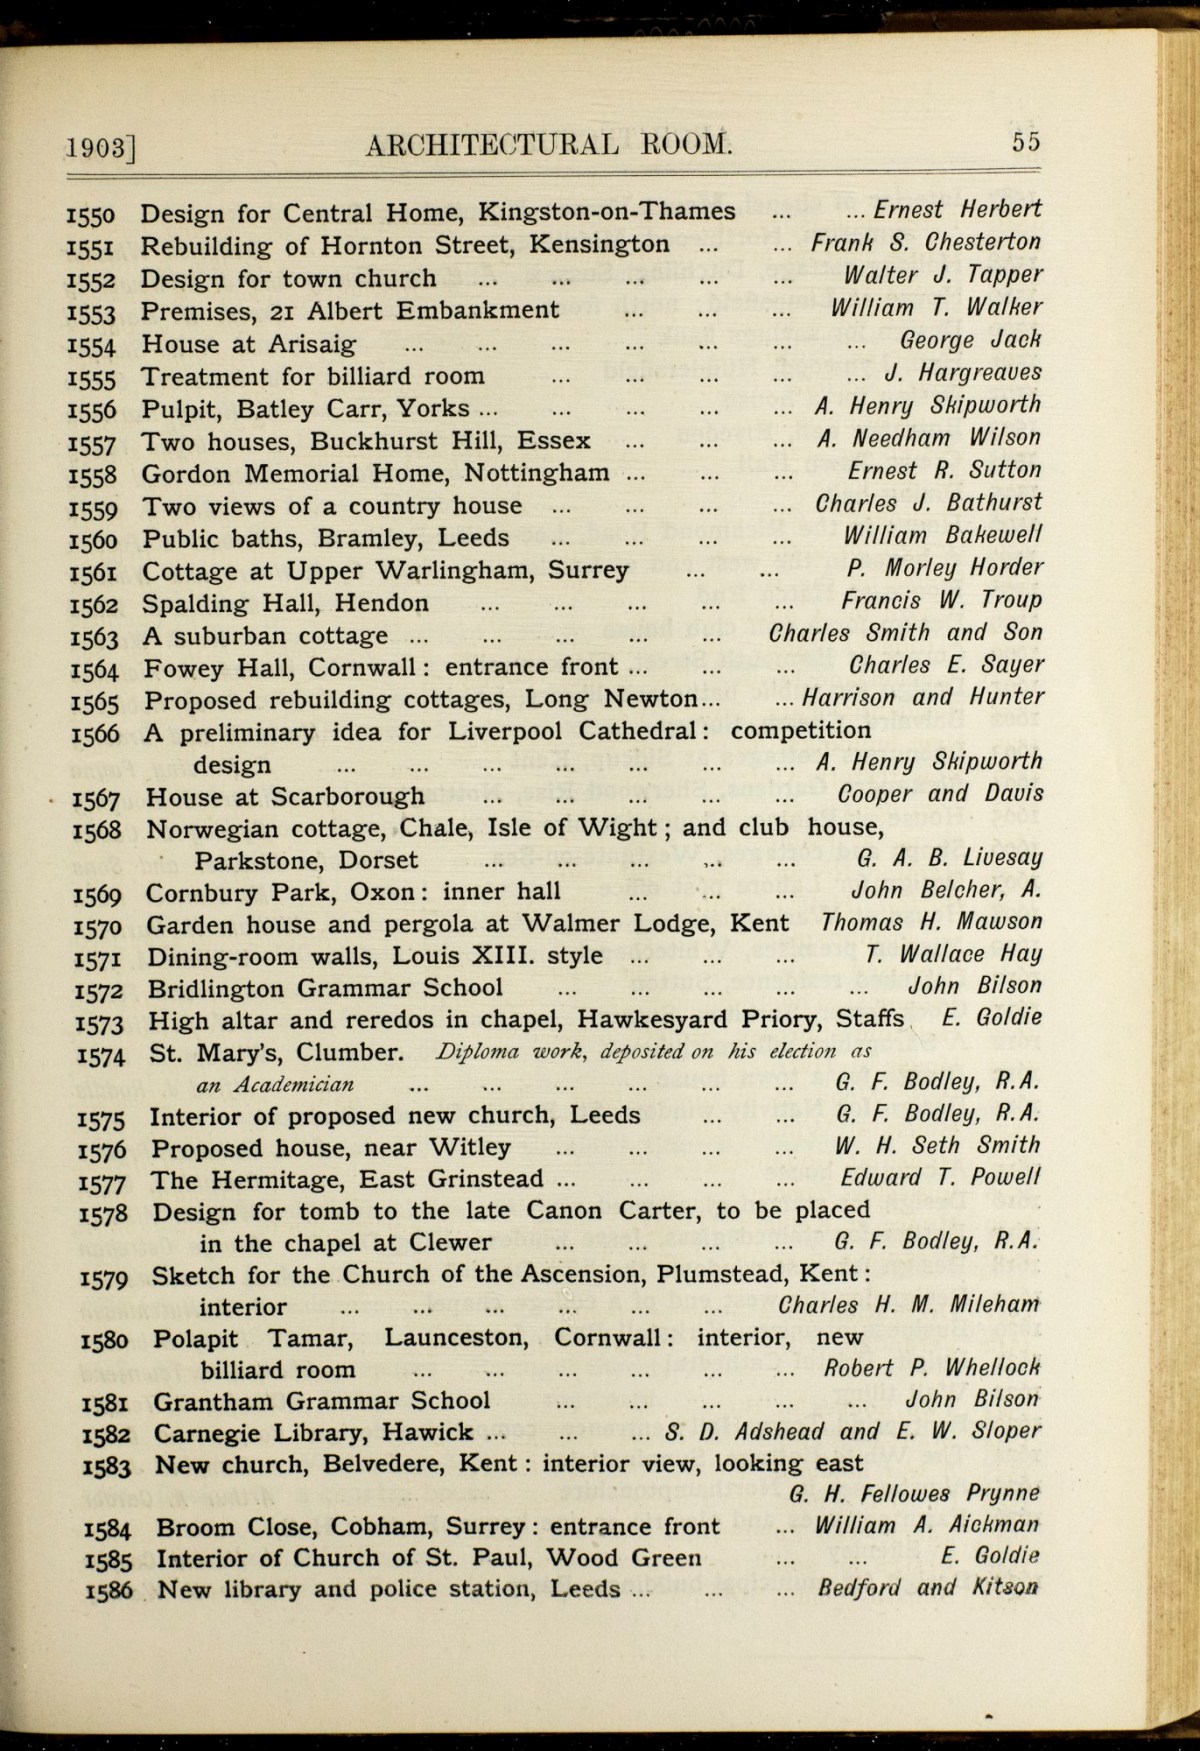 1903] ARCHITECTURAL ROOM. 55
1550 Design for Central Home, Kingston-on-Thames ... ... Ernest Herbert
1551 Rebuilding of Hornton Street, Kensington ... ... Frank S. Chesterton
1552 Design for town church ... ... ... ... ... Walter J. Tapper
1553 Premises, 21 Albert Embankment ... ... ... William T. Walker
1554 House at Arisaig ... ... ... ... ... ... ... George Jack
1555 Treatment for billiard room ... ... ... ... ... J. Hargreaves
1556 Pulpit, Batley Carr, Yorks ... ... ... ... ... A. Henry Skipworth
1557 Two houses, Buckhurst Hill, Essex ... ... ... A. Needham Wilson
1558 Gordon Memorial Home, Nottingham ... ... ... Ernest R. Sutton
1559 Two views of a country house ... ... ... ... Charles J. Bathurst
1560 Public baths, Bramley, Leeds ... ... ... ... William Bakewell
1561 Cottage at Upper Warlingham, Surrey ... ... P. Morley Horder
1562 Spalding Hall, Hendon ... ... ... ... ... Francis W. Troup
1563 A suburban cottage ... ... ... ... ... Charles Smith and Son
1564 Fowey Hall, Cornwall : entrance front ... ... ... Charles E. Sayer
1565 Proposed rebuilding cottages, Long Newton... ... Harrison and Hunter
1566 A preliminary idea for Liverpool Cathedral : competition
design ... ... ... ... ... ... ... A. Henry Skipworth
1567 House at Scarborough ... ... ... ... ... Cooper and Davis
1568 Norwegian cottage, Chale, Isle of Wight ; and club house,
Parkstone, Dorset ... ... ... ... ... G. A. B. Livesay
1569 Cornbury Park, Oxon : inner hall ... ... ... John Belcher, A.
1570 Garden house and pergola at Walmer Lodge, Kent Thomas H. Mawson
1571 Dining-room walls, Louis XIII. style ... ... ... T. Wallace Hay
1572 Bridlington Grammar School ... ... ... ... ... John Bilson
1573 High altar and reredos in chapel, Hawkesyard Priory, Staffs E. Goldie
1574 St. Mary's, Clumber. Diploma work, deposited on his election as
an Academician ... ... ... ... ... ... G. F. Bodley, R.A.
1575 Interior of proposed new church, Leeds ... ... G. F. Bodley, R.A.
1576 Proposed house, near Witley ... ... ... ... W. H. Seth Smith
1577 The Hermitage, East Grinstead ... ... ... ... Edward T. Powell
1578 Design for tomb to the late Canon Carter, to be placed
in the chapel at Clewer ... ... ... ... G. F. Bodley, R.A.
1579 Sketch for the Church of the Ascension, Plumstead, Kent :
interior ... ... ... ... ... ... Charles H. M. Mileham
1580 Polapit Tamar, Launceston, Cornwall : interior, new
billiard room ... ... ... ... ... ... Robert P. Whellock
1581 Grantham Grammar School ... ... ... ... ... John Bilson
1582 Carnegie Library, Hawick ... ... ... S. D. Adshead and E. W. Sloper
1583 New church, Belvedere, Kent : interior view, looking east
G. H. Fellowes Prynne
1584 Broom Close, Cobham, Surrey : entrance front ... William A. Aickman
1585 Interior of Church of St. Paul, Wood Green ... ... E. Goldie
1586 New library and police station, Leeds ... ... ... Bedford and Kitson